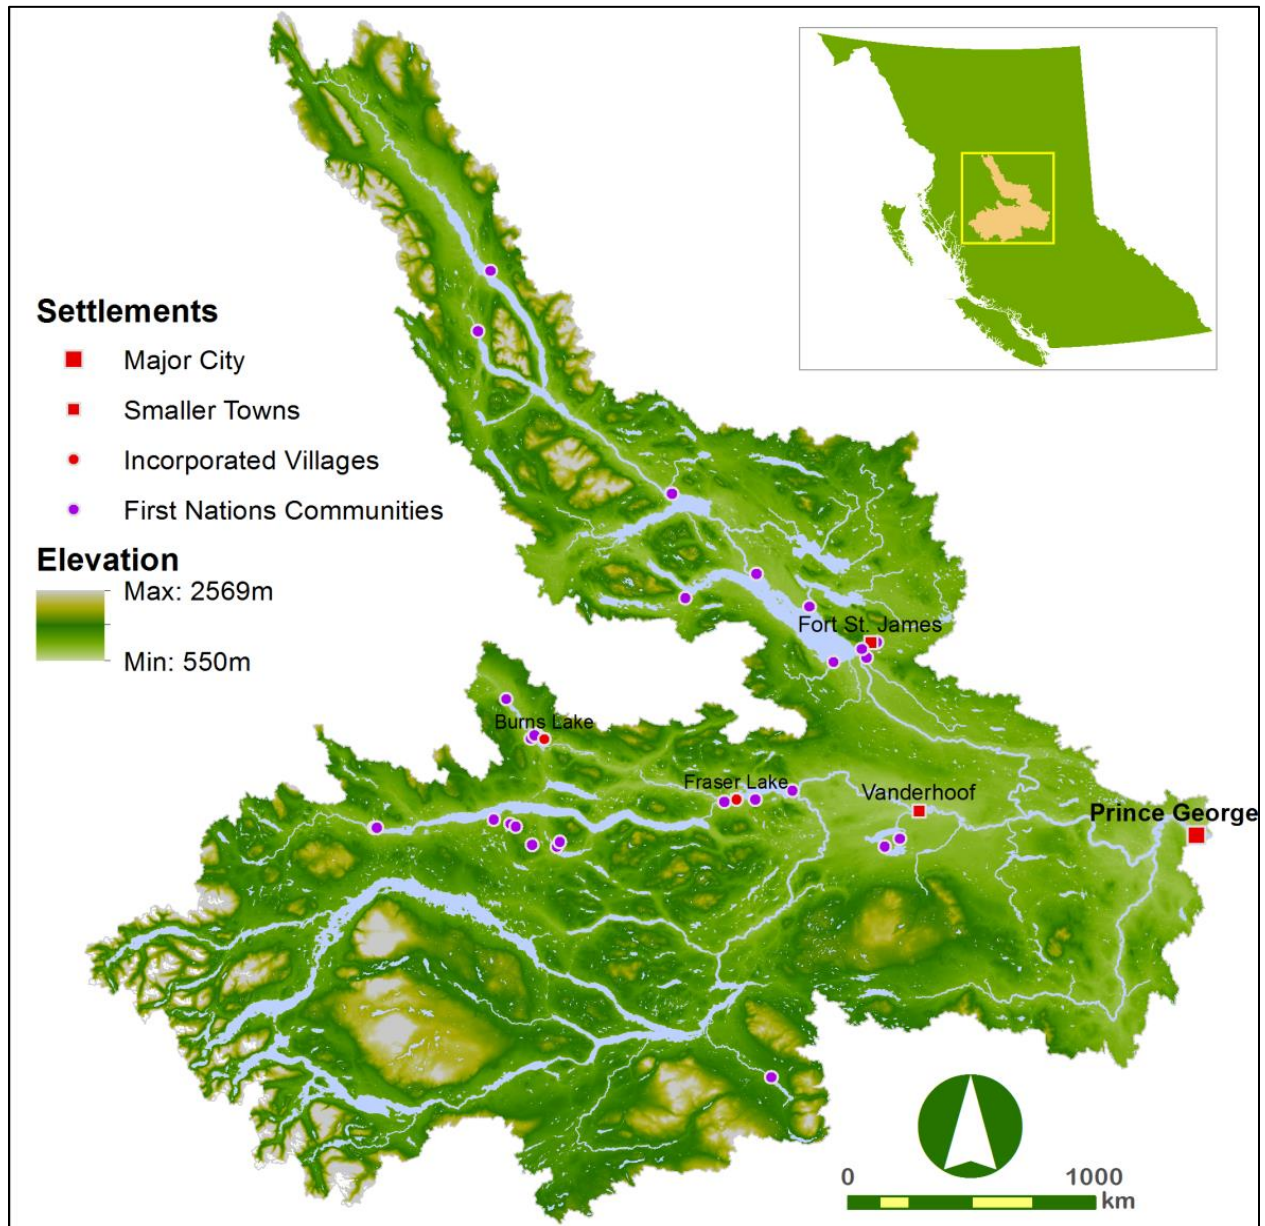 Settlements
Major City
Smaller Towns
Incorporated Villages
First Nations Communities
Elevation
Max: 2569m
Min: 550m
Fort St. James
Burns Lake
Fraser Lake
Vanderhoof
Prince George
0 1000
km